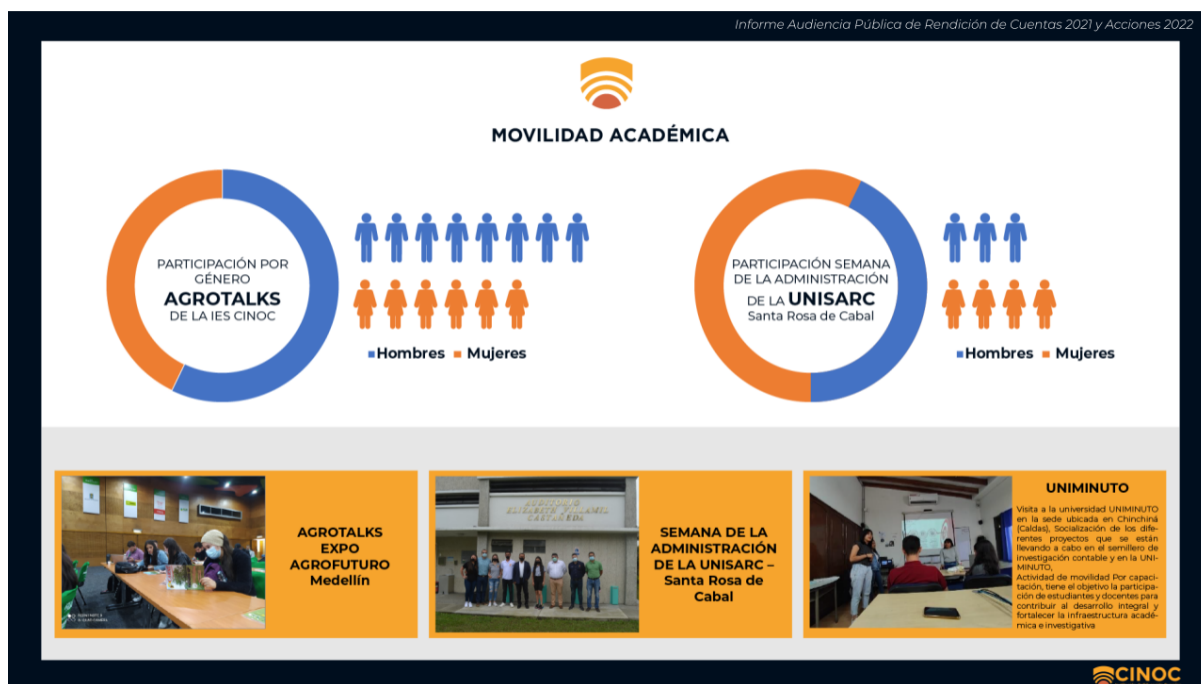 Informe Audiencia Pública de Rendición de Cuentas 2021 y Acciones 2022
MOVILIDAD ACADÉMICA
PARTICIPACIÓN POR
GÉNERO
AGROTALKS
DE LA IES CINOC
Hombres Mujeres
PARTICIPACIÓN SEMANA
DE LA ADMINISTRACIÓN
DE LA UNISARC
Santa Rosa de Cabal
Hombres Mujeres
AGROTALKS
EXPO
AGROFUTURO
Medellín
AUDITORIO
CASTAÑEDA
SEMANA DE LA
ADMINISTRACIÓN
DE LA UNISARC –
Santa Rosa de
Cabal
UNIMINUTO
Visita a la universidad UNIMINUTO
en la sede ubicada en Chinchiná
(Caldas), Socialización de los dife-
rentes proyectos que se están
llevando a cabo en el semillero de
investigación contable y en la UNI-
MINUTO,
Actividad de movilidad Por capaci-
tación, tiene el objetivo la participa-
ción de estudiantes y docentes para
contribuir al desarrollo integral y
fortalecer la infraestructura acadé-
mica e investigativa
CINOC